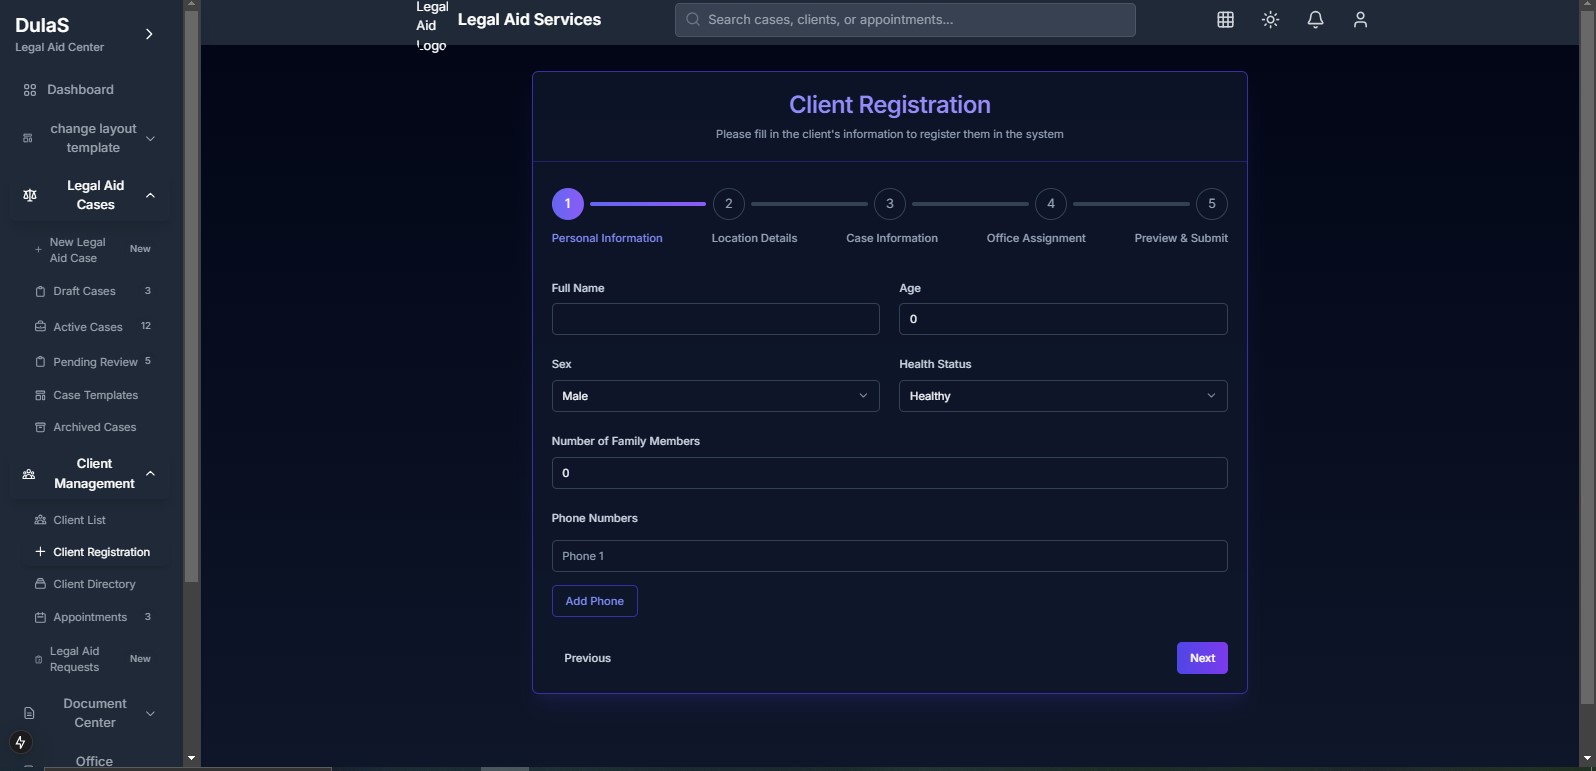 DulaS
Legal Aid Center
Dashboard
change layout
template
Legal Aid
Cases
New Legal
Aid Case
New
Draft Cases 3
Active Cases 12
Pending Review 5
Case Templates
Archived Cases
Client
Management
Client List
Client Registration
Client Directory
Appointments 3
Legal Aid
Requests
New
Document
Center
Office
Legal
Aid
Logo
Legal Aid Services
Search cases, clients, or appointments...
Client Registration
Please fill in the client's information to register them in the system
1 2 3 4 5
Personal Information Location Details Case Information Office Assignment Preview & Submit
Full Name Age
0
Sex Health Status
Male Healthy
Number of Family Members
0
Phone Numbers
Phone 1
Add Phone
Previous Next